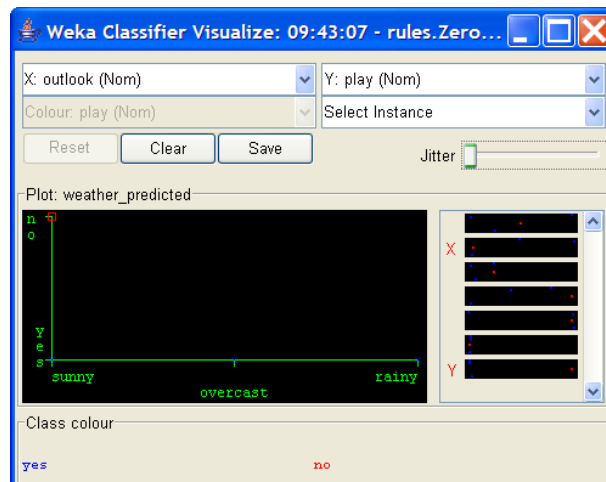 Weka Classifier Visualize: 09:43:07 - rules.Zero...
X: outlook (Nom)
Y: play (Nom)
Colour: play (Nom)
Select Instance
Reset
Clear
Save
Jitter
Plot: weather_predicted
no
yes
sunny
overcast
rainy
X
Y
Class colour
yes
no